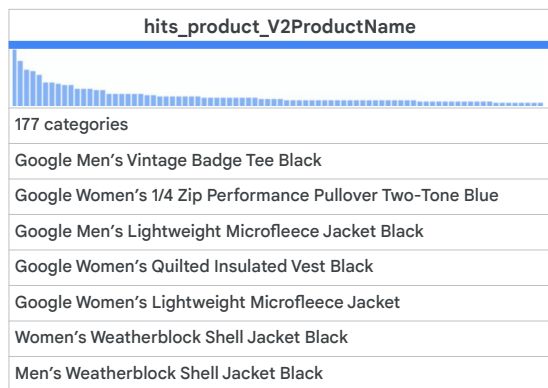 hits_product_V2ProductName
177 categories
Google Men’s Vintage Badge Tee Black
Google Women’s 1/4 Zip Performance Pullover Two-Tone Blue
Google Men’s Lightweight Microfleece Jacket Black
Google Women’s Quilted Insulated Vest Black
Google Women’s Lightweight Microfleece Jacket
Women’s Weatherblock Shell Jacket Black
Men’s Weatherblock Shell Jacket Black